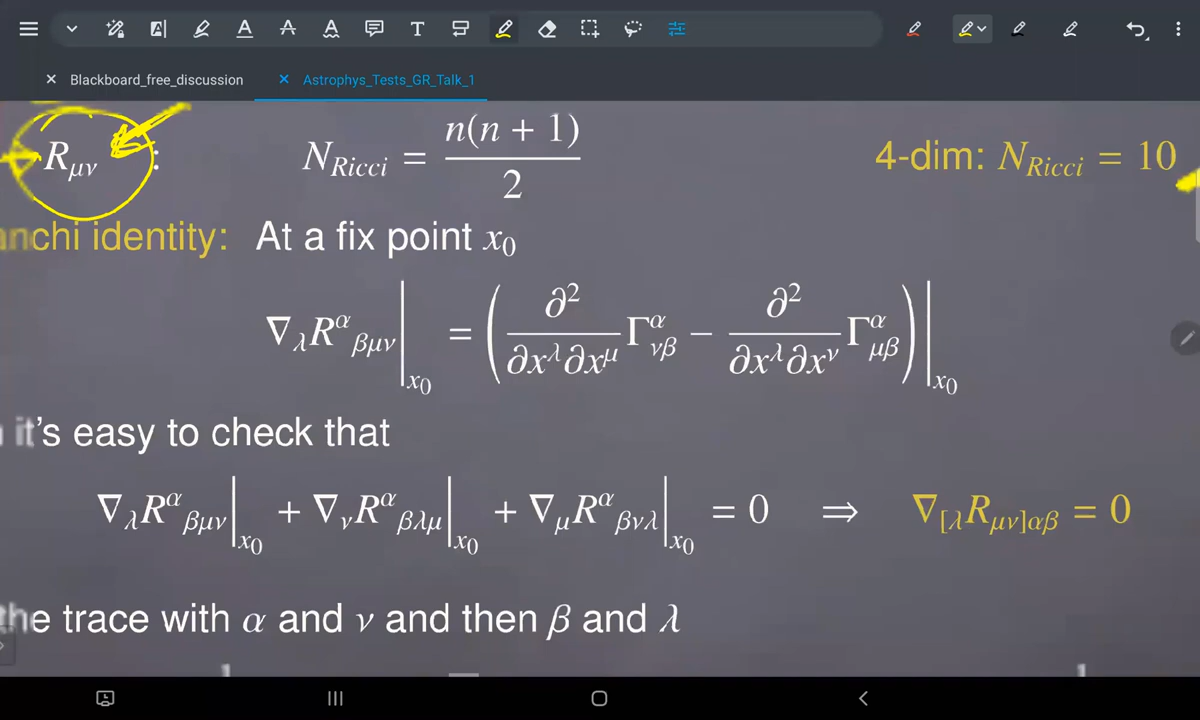 Blackboard_free_discussion Astrophys_Tests_GR_Talk_1
R_{μν} : N_{Ricci} = n(n + 1)/2 4-dim: N_{Ricci} = 10
anchi identity: At a fix point x_0
∇_λ R^α_{βμν}|_{x_0} = (∂²/∂x^λ∂x^μ Γ^α_{νβ} − ∂²/∂x^λ∂x^ν Γ^α_{μβ})|_{x_0}
it's easy to check that
∇_λ R^α_{βμν}|_{x_0} + ∇_ν R^α_{βλμ}|_{x_0} + ∇_μ R^α_{βνλ}|_{x_0} = 0 ⇒ ∇_{[λ}R_{μν]αβ} = 0
the trace with α and ν and then β and λ